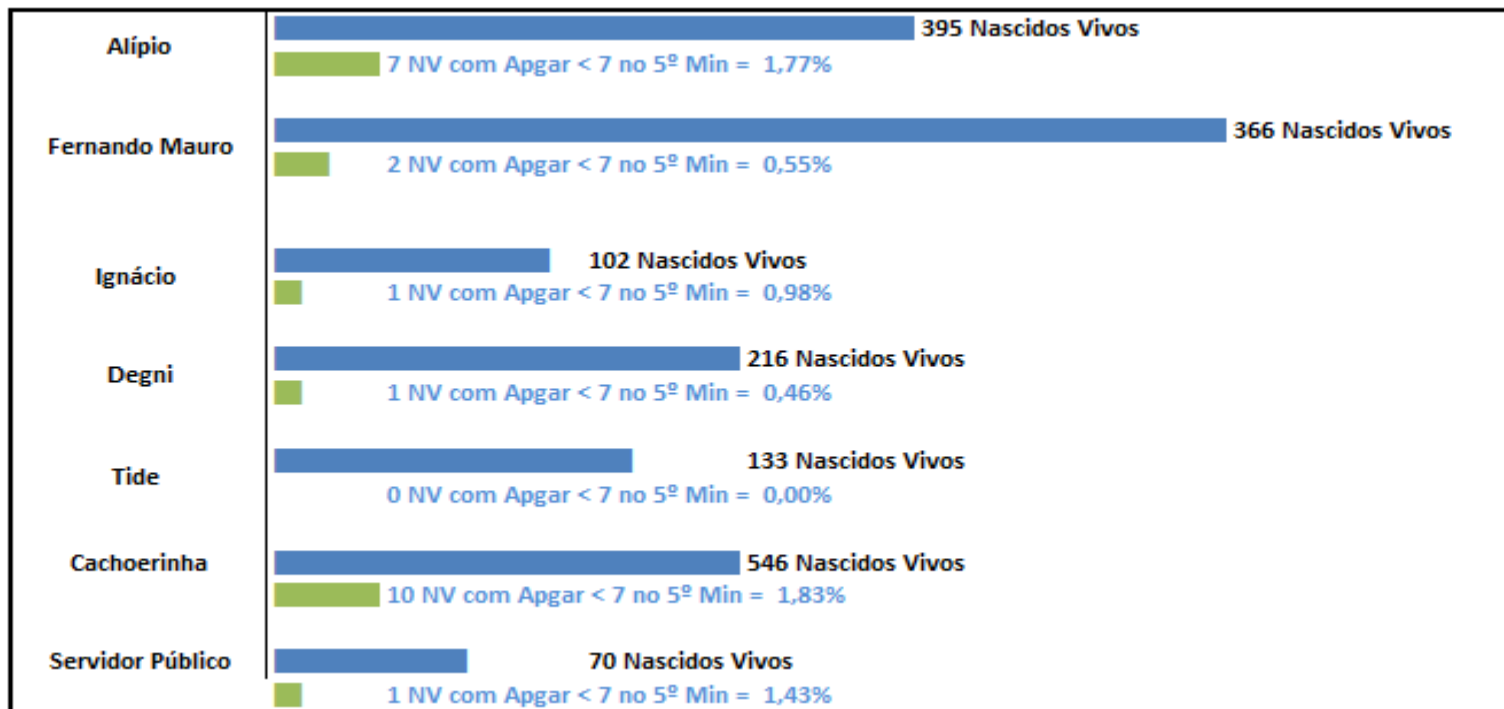 Alípio
395 Nascidos Vivos
7 NV com Apgar < 7 no 5º Min = 1,77%
Fernando Mauro
366 Nascidos Vivos
2 NV com Apgar < 7 no 5º Min = 0,55%
Ignácio
102 Nascidos Vivos
1 NV com Apgar < 7 no 5º Min = 0,98%
Degni
216 Nascidos Vivos
1 NV com Apgar < 7 no 5º Min = 0,46%
Tide
133 Nascidos Vivos
0 NV com Apgar < 7 no 5º Min = 0,00%
Cachoerinha
546 Nascidos Vivos
10 NV com Apgar < 7 no 5º Min = 1,83%
Servidor Público
70 Nascidos Vivos
1 NV com Apgar < 7 no 5º Min = 1,43%